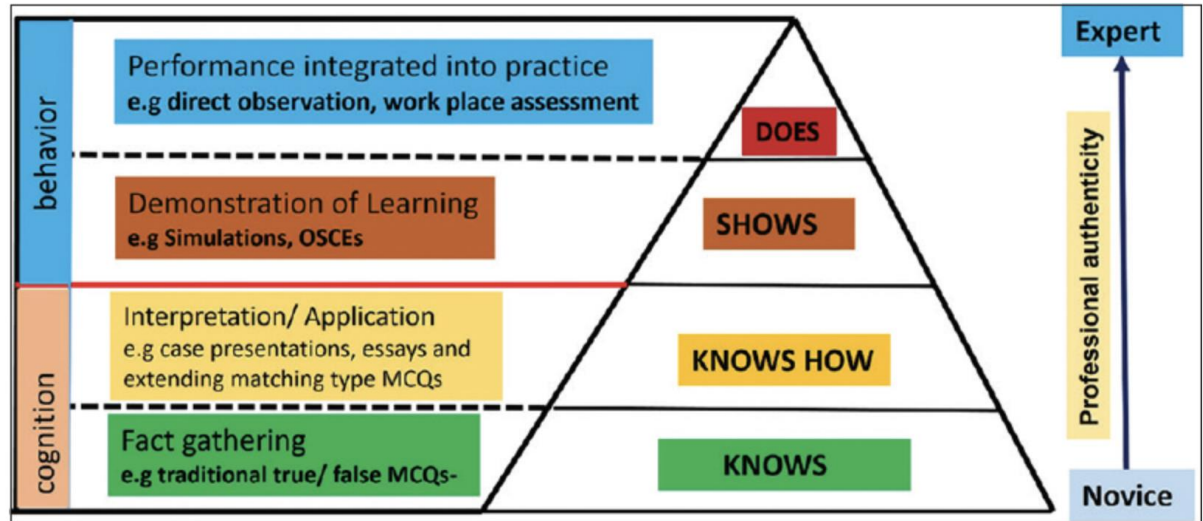 behavior
Performance integrated into practice
e.g direct observation, work place assessment
DOES
Demonstration of Learning
e.g Simulations, OSCEs
SHOWS
cognition
Interpretation/ Application
e.g case presentations, essays and
extending matching type MCQs
KNOWS HOW
Fact gathering
e.g traditional true/ false MCQs-
KNOWS
Expert
Professional authenticity
Novice